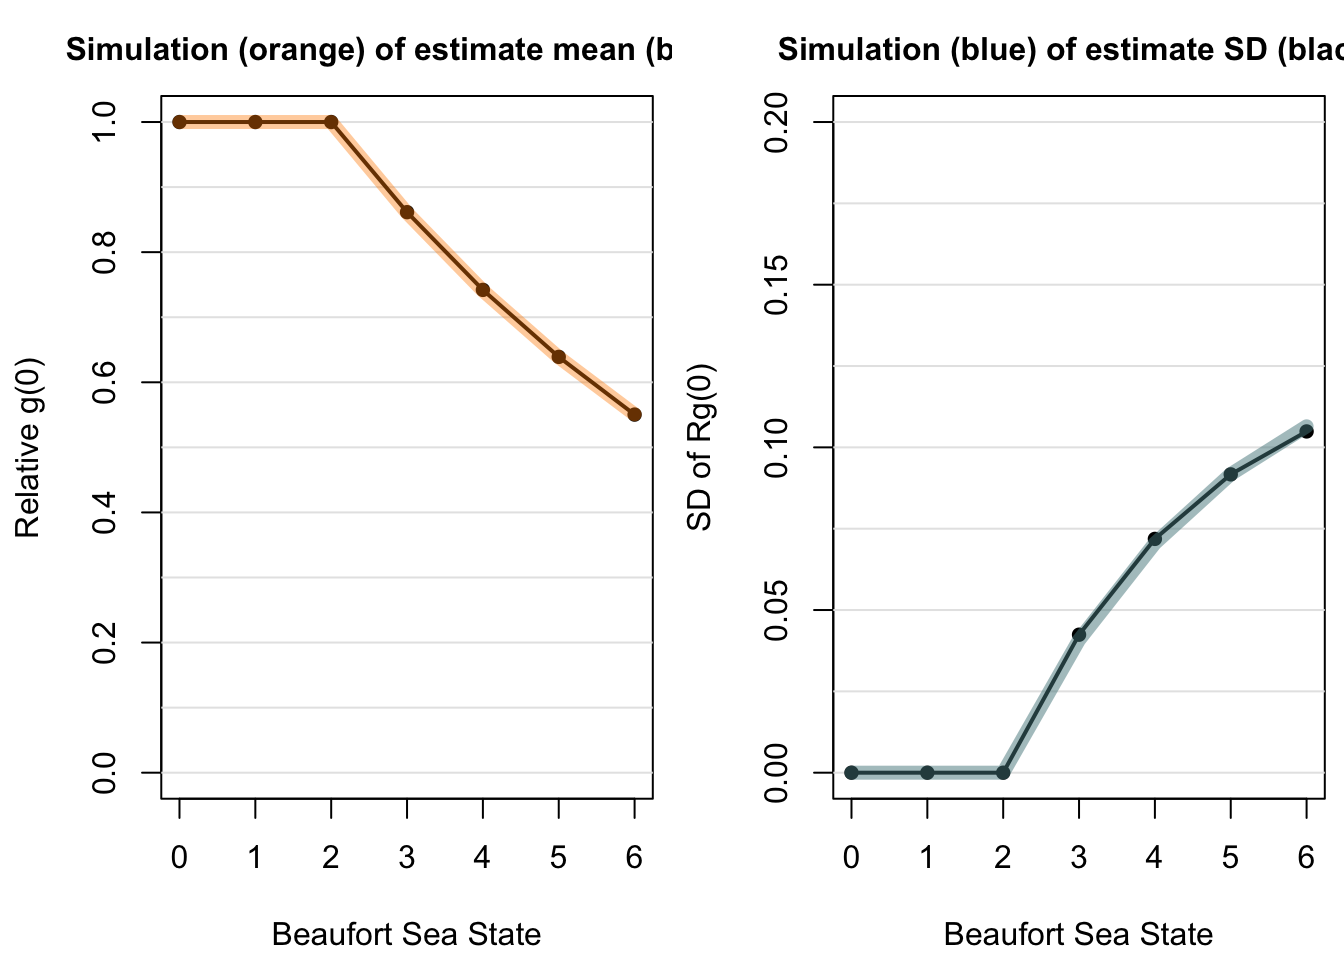 Simulation (orange) of estimate mean (b
Relative g(0)
1.0
0.8
0.6
0.4
0.2
0.0
0 1 2 3 4 5 6
Beaufort Sea State
Simulation (blue) of estimate SD (blac
SD of Rg(0)
0.20
0.15
0.10
0.05
0.00
0 1 2 3 4 5 6
Beaufort Sea State